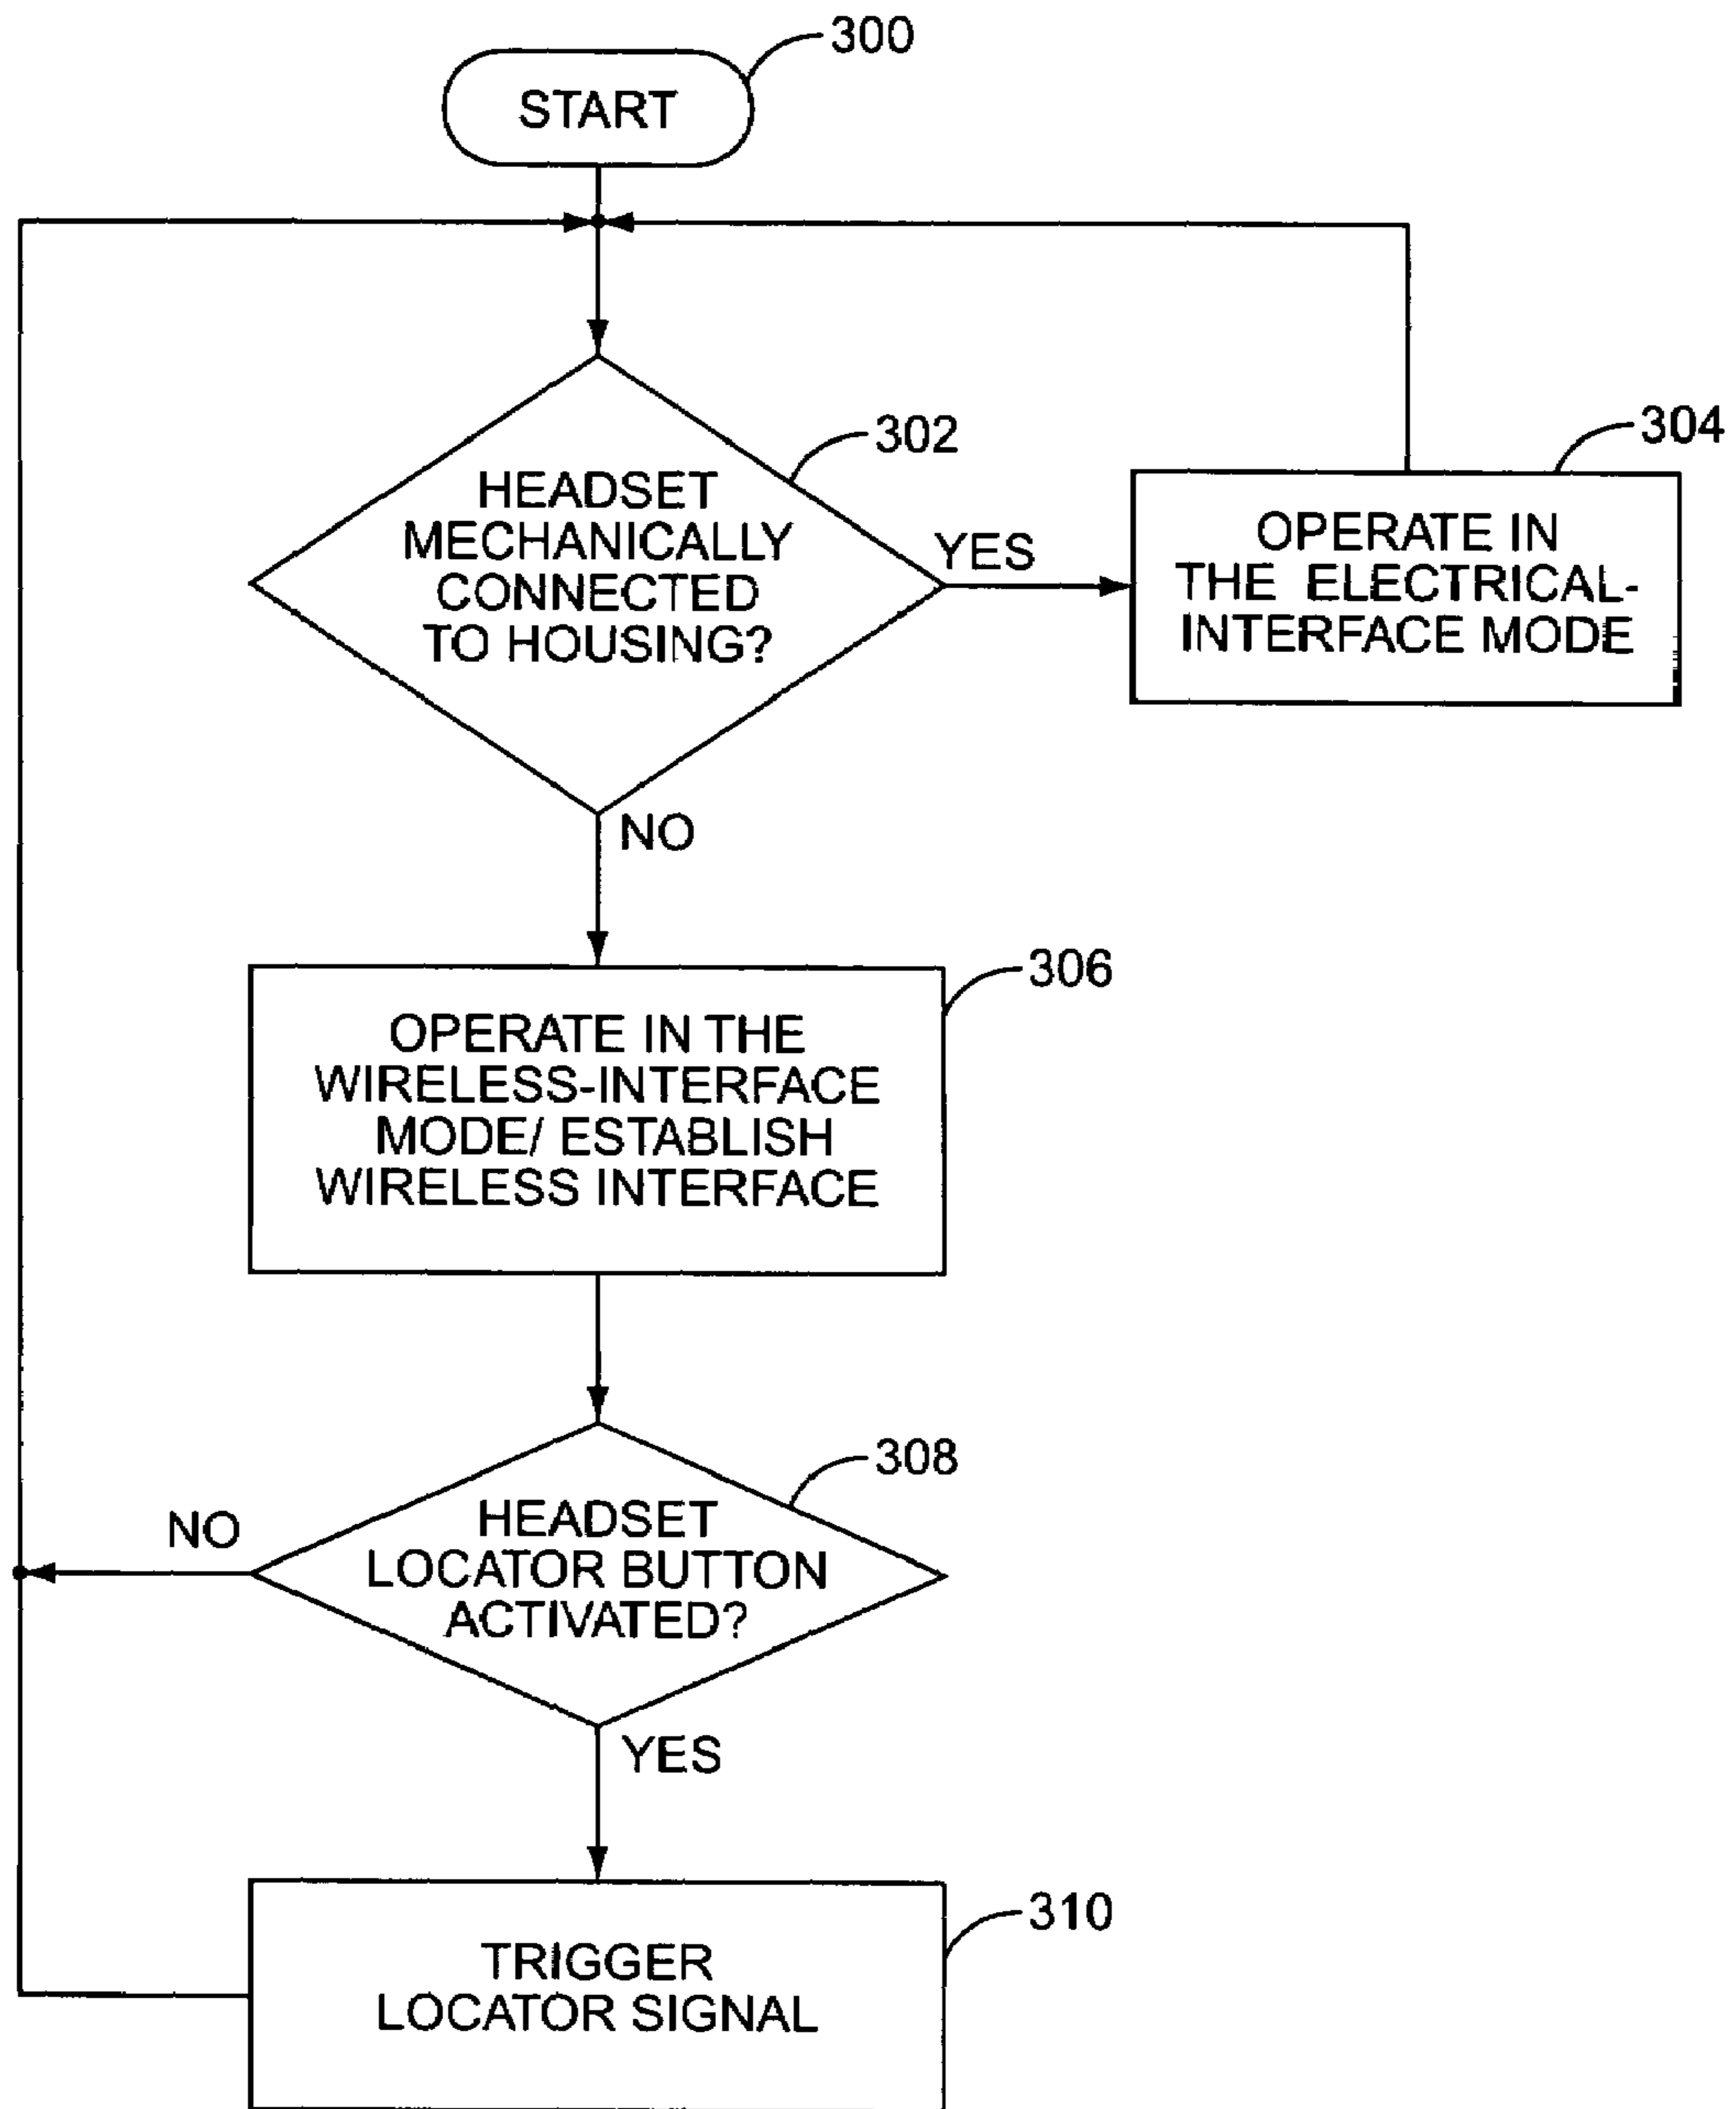 300
START
302
HEADSET
MECHANICALLY
CONNECTED
TO HOUSING?
YES
304
OPERATE IN
THE ELECTRICAL-
INTERFACE MODE
NO
306
OPERATE IN THE
WIRELESS-INTERFACE
MODE/ ESTABLISH
WIRELESS INTERFACE
308
HEADSET
LOCATOR BUTTON
ACTIVATED?
NO
YES
310
TRIGGER
LOCATOR SIGNAL